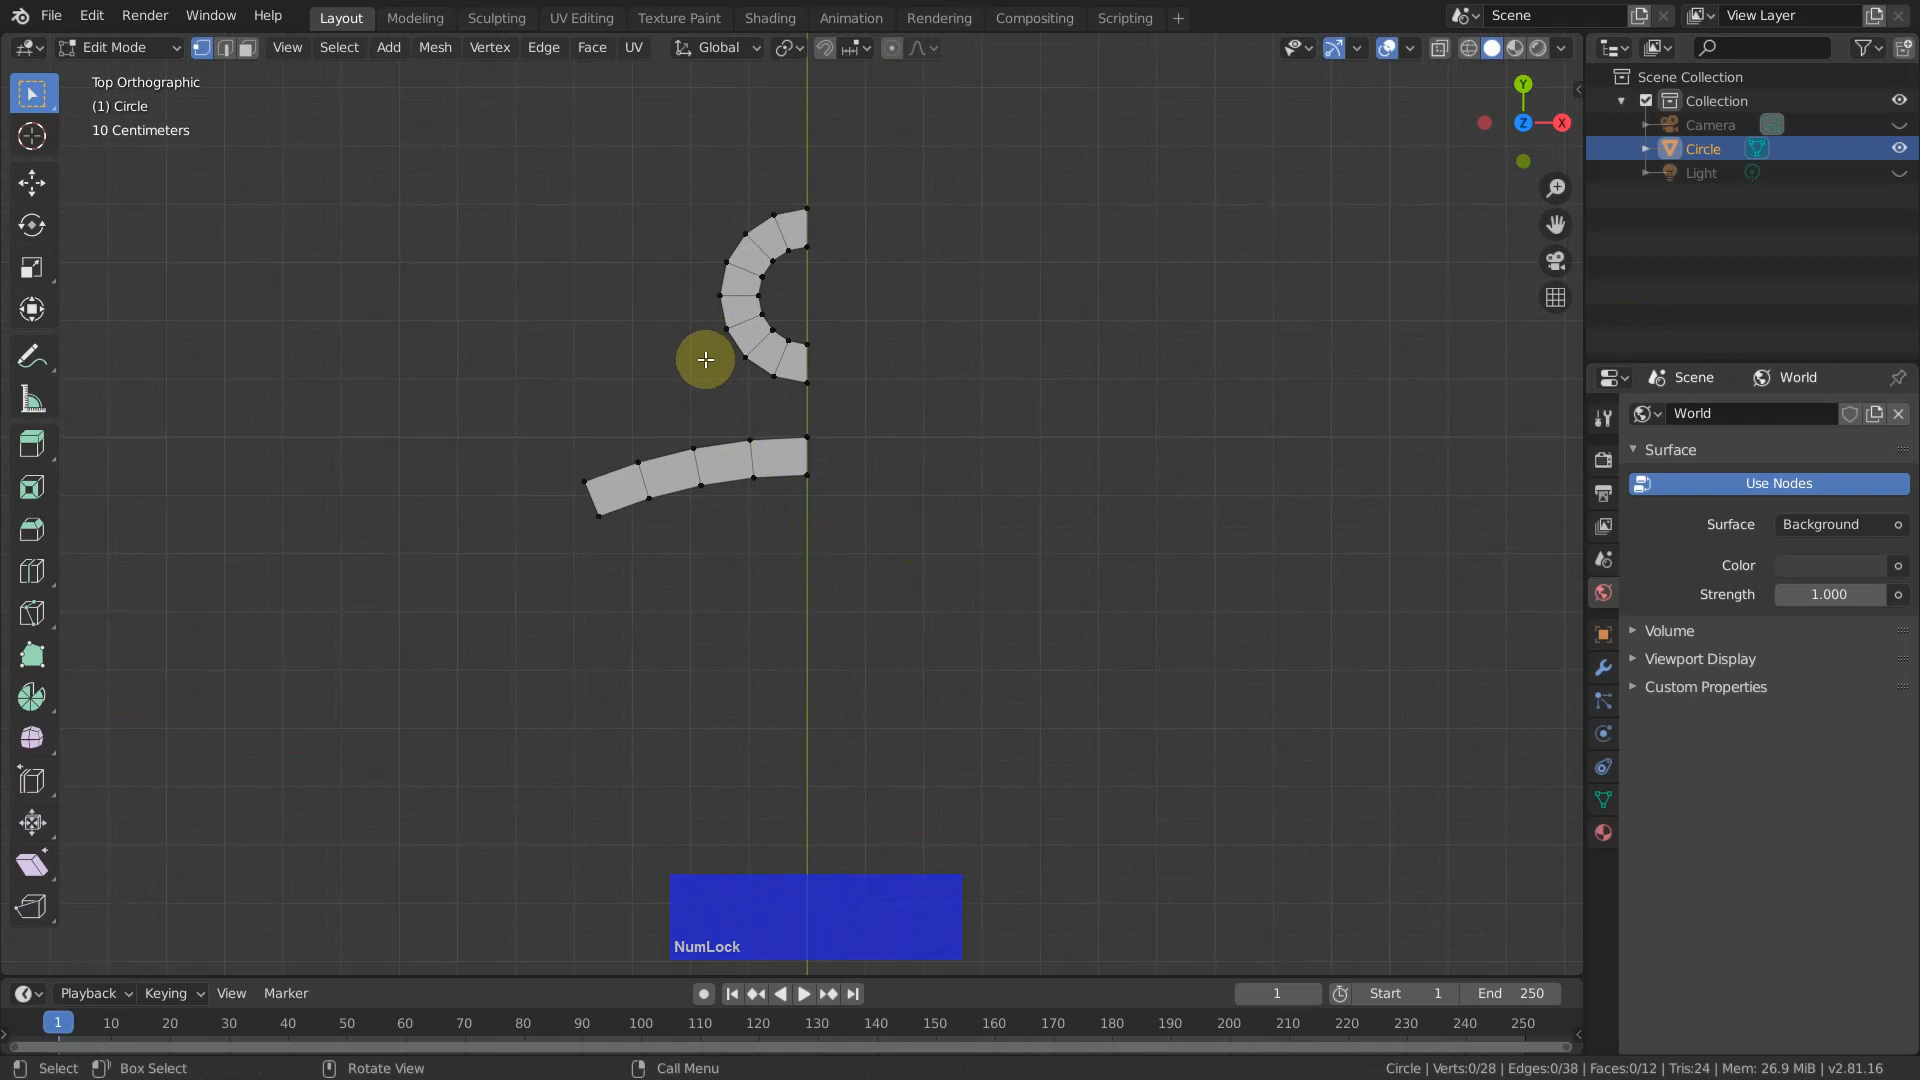 File Edit Render Window Help Layout Modeling Sculpting UV Editing Texture Paint Shading Animation Rendering Compositing Scripting + Scene View Layer
Edit Mode View Select Add Mesh Vertex Edge Face UV Global
Top Orthographic
(1) Circle
10 Centimeters
Y
Z
X
Scene Collection
Collection
Camera
Circle
Light
Scene World
World
Surface
Use Nodes
Surface Background
Color
Strength 1.000
Volume
Viewport Display
Custom Properties
NumLock
Playback Keying View Marker 1 Start 1 End 250
1 10 20 30 40 50 60 70 80 90 100 110 120 130 140 150 160 170 180 190 200 210 220 230 240 250
Select Box Select Rotate View Call Menu Circle | Verts:0/28 | Edges:0/38 | Faces:0/12 | Tris:24 | Mem: 26.9 MiB | v2.81.16